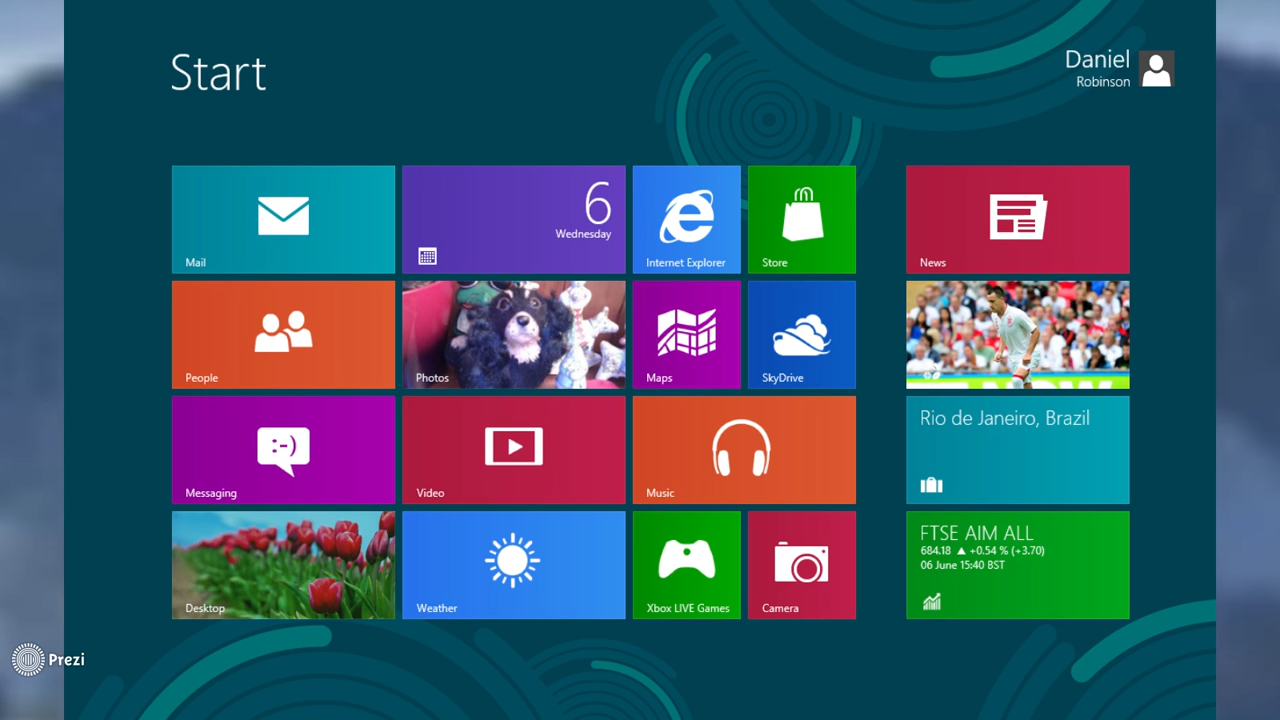 Start
Daniel
Robinson
Mail
6
Wednesday
Internet Explorer
Store
News
People
Photos
Maps
SkyDrive
Messaging
Video
Music
Rio de Janeiro, Brazil
Desktop
Weather
Xbox LIVE Games
Camera
FTSE AIM ALL
684.18 ▲ +0.54 % (+3.70)
06 June 15:40 BST
Prezi